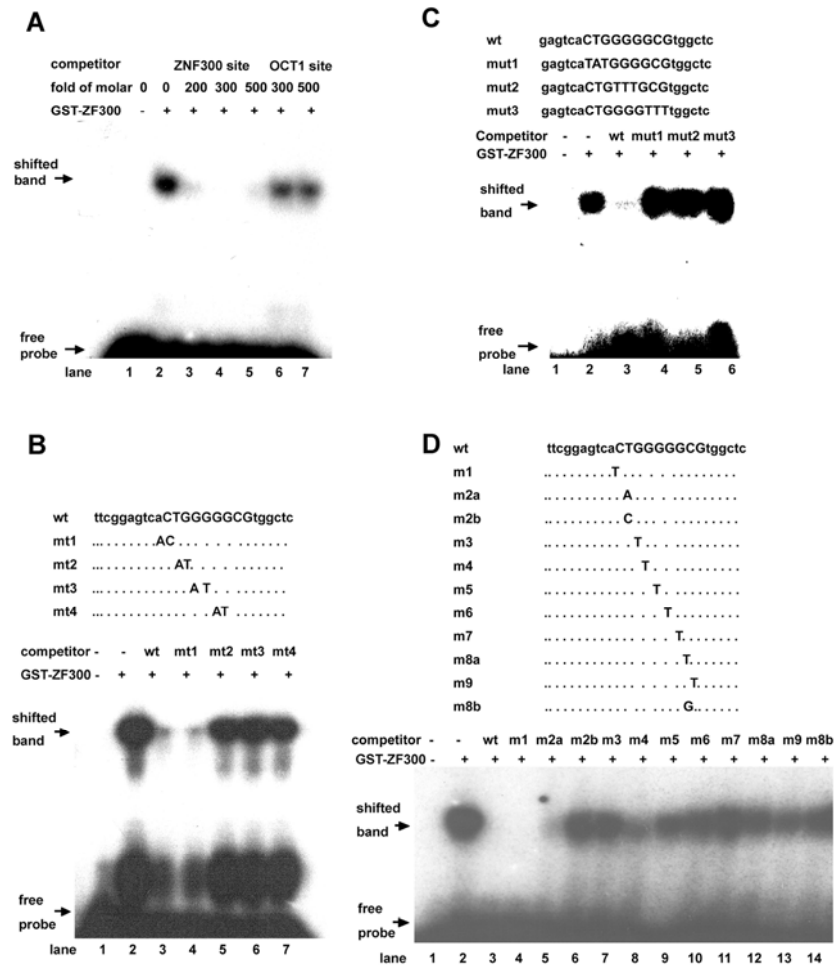 A
competitor ZNF300 site OCT1 site
fold of molar 0 0 200 300 500 300 500
GST-ZF300 - + + + + + +
shifted
band
free
probe
lane 1 2 3 4 5 6 7
C
wt gagtcaCTGGGGGCGtggctc
mut1 gagtcaTATGGGGCGtggctc
mut2 gagtcaCTGTTTGCGtggctc
mut3 gagtcaCTGGGGTTTtggctc
Competitor - - wt mut1 mut2 mut3
GST-ZF300 - + + + + +
shifted
band
free
probe
lane 1 2 3 4 5 6
B
wt ttcggagtcaCTGGGGGCGtggctc
mt1 ... . . . . . . . AC . . . . . . . . . . . . .
mt2 ... . . . . . . . . . AT. . . . . . . . . . .
mt3 ... . . . . . . . . . . . A T. . . . . . . . .
mt4 ... . . . . . . . . . . . . . AT. . . . . . .
competitor - - wt mt1 mt2 mt3 mt4
GST-ZF300 - + + + + + +
shifted
band
free
probe
lane 1 2 3 4 5 6 7
D
wt ttcggagtcaCTGGGGGCGtggctc
m1 .. . . . . . . . . T . . . . . . . . . . . . . .
m2a .. . . . . . . . . . A . . . . . . . . . . . . .
m2b .. . . . . . . . . . C . . . . . . . . . . . . .
m3 .. . . . . . . . . . . T . . . . . . . . . . . .
m4 .. . . . . . . . . . . . T . . . . . . . . . . .
m5 .. . . . . . . . . . . . . T . . . . . . . . . .
m6 .. . . . . . . . . . . . . . T . . . . . . . . .
m7 .. . . . . . . . . . . . . . . T. . . . . . . .
m8a .. . . . . . . . . . . . . . . . T. . . . . . .
m9 .. . . . . . . . . . . . . . . . . T. . . . . .
m8b .. . . . . . . . . . . . . . . . G. . . . . . .
competitor - - wt m1 m2a m2b m3 m4 m5 m6 m7 m8a m9 m8b
GST-ZF300 - + + + + + + + + + + + + +
shifted
band
free
probe
lane 1 2 3 4 5 6 7 8 9 10 11 12 13 14